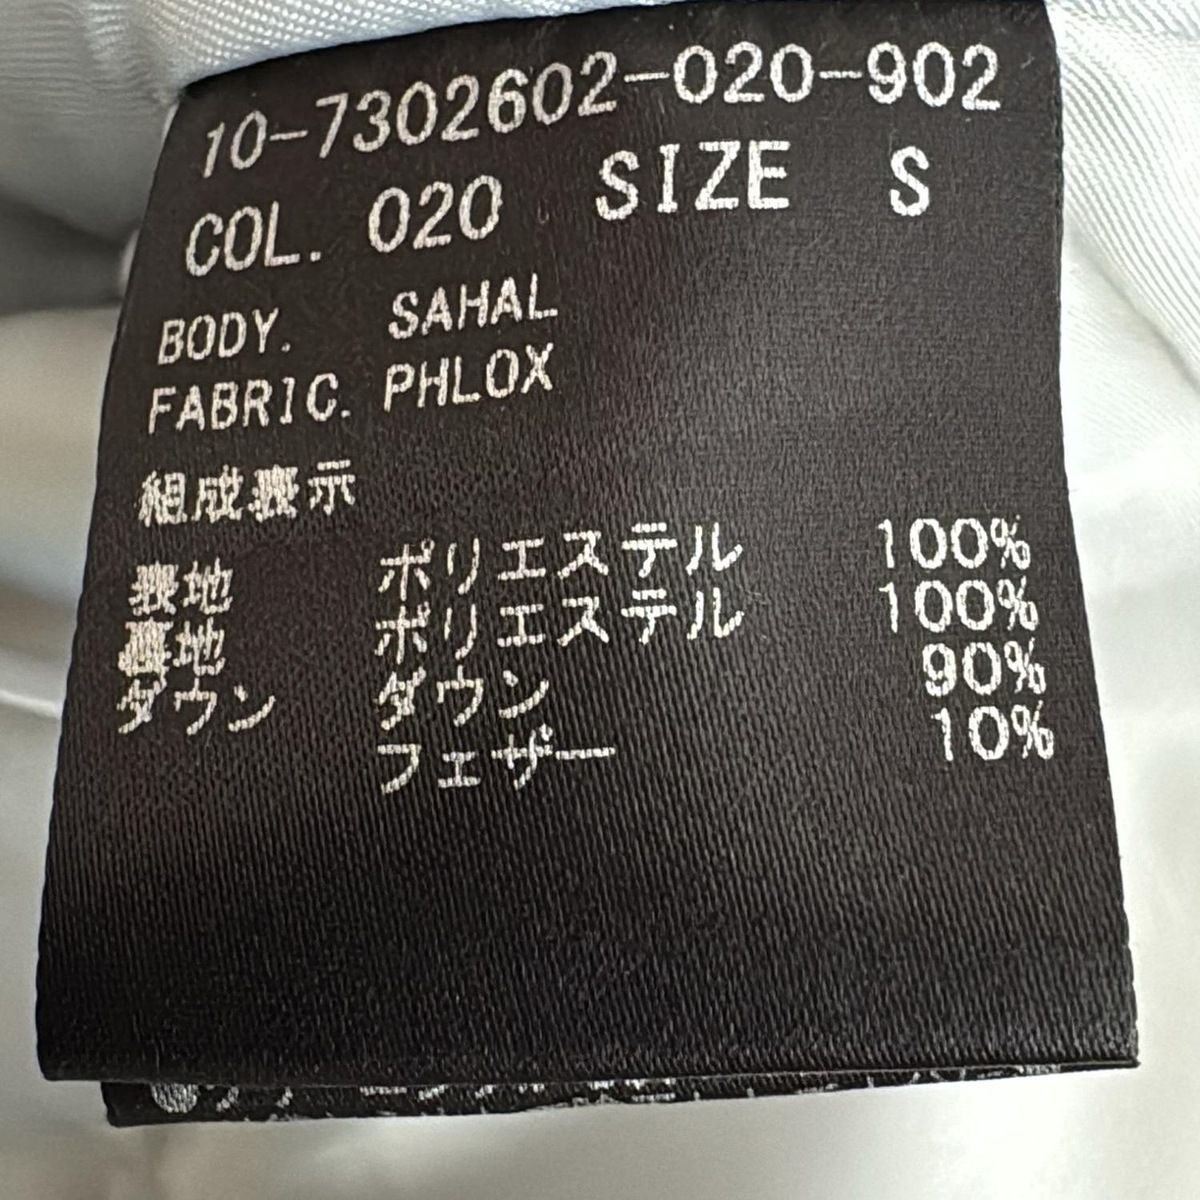 10-7302602-020-902
COL. 020 SIZE S
BODY. SAHAL
FABRIC. PHLOX
組成表示
表地 ポリエステル 100%
裏地 ポリエステル 100%
ダウン ダウン 90%
フェザー 10%